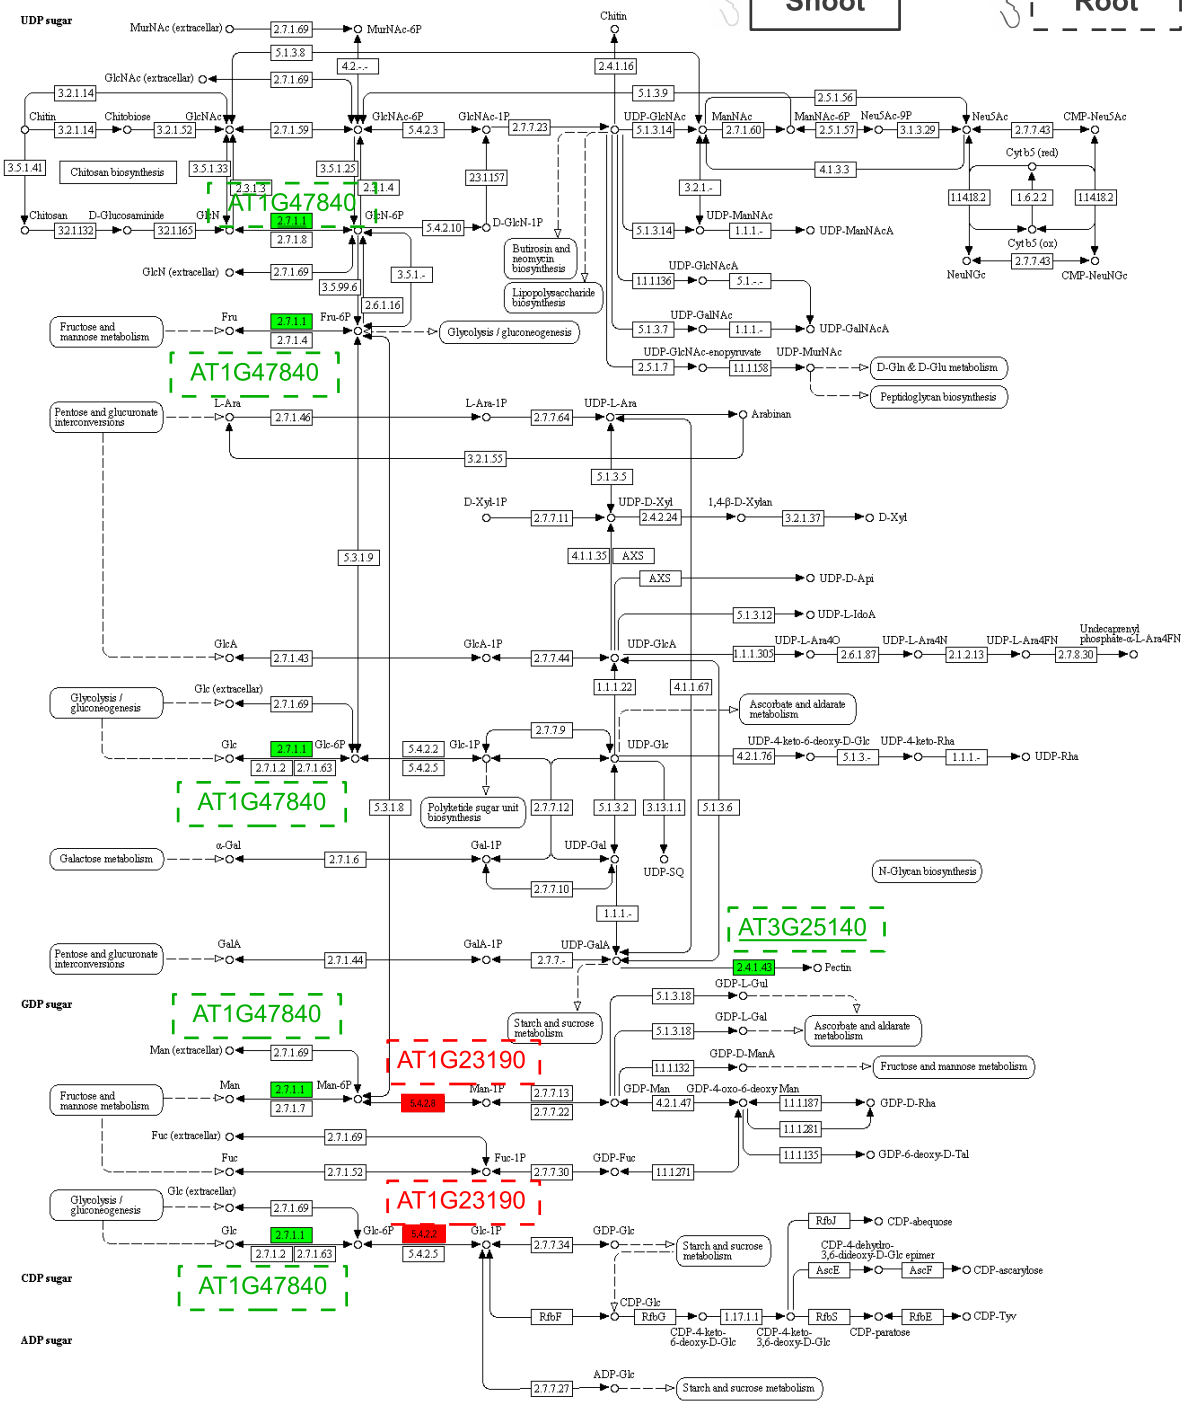 UDP sugar
Shoot
Root
MurNAc (extracellar)
2.7.1.69
MurNAc-6P
Chitin
5.1.3.8
4.2.-.-
2.4.1.16
GlcNAc (extracellar)
2.7.1.69
3.2.1.14
5.1.3.9
2.5.1.56
Chitin
3.2.1.14
Chitobiose
3.2.1.52
GlcNAc
2.7.1.59
GlcNAc-6P
5.4.2.3
GlcNAc-1P
2.7.7.23
UDP-GlcNAc
5.1.3.14
ManNAc
2.7.1.60
ManNAc-6P
2.5.1.57
Neu5Ac-9P
3.1.3.29
Neu5Ac
2.7.7.43
CMP-Neu5Ac
Cytb5 (red)
3.5.1.41
Chitosan biosynthesis
3.5.1.33
2.3.1.3
3.5.1.25
2.3.1.4
2.3.1.157
4.1.3.3
3.2.1.-
1.14.18.2
1.6.2.2
1.14.18.2
AT1G47840
Chitosan
3.2.1.132
D-Glucosaminide
3.2.1.165
GlcN
2.7.1.1
2.7.1.8
GlcN-6P
5.4.2.10
D-GlcN-1P
5.1.3.14
UDP-ManNAc
1.1.1.-
UDP-ManNAcA
Cytb5 (ox)
NeuNGc
2.7.7.43
CMP-NeuNGc
Butirosin and
neomycin
biosynthesis
GlcN (extracellar)
2.7.1.69
3.5.1.-
3.5.99.6
2.6.1.16
Lipopolysaccharide
biosynthesis
1.1.1.136
UDP-GlcNAcA
5.1.-.-
Fructose and
mannose metabolism
Fru
2.7.1.1
2.7.1.4
Fru-6P
Glycolysis / gluconeogenesis
5.1.3.7
UDP-GalNAc
1.1.1.-
UDP-GalNAcA
AT1G47840
UDP-GlcNAc-enopyruvate
2.5.1.7
1.1.1.158
UDP-MurNAc
D-Gln & D-Glu metabolism
Peptidoglycan biosynthesis
Pentose and glucuronate
interconversions
L-Ara
2.7.1.46
L-Ara-1P
2.7.7.64
UDP-L-Ara
Arabinan
3.2.1.55
5.1.3.5
D-Xyl-1P
2.7.7.11
UDP-D-Xyl
2.4.2.24
1,4-β-D-Xylan
3.2.1.37
D-Xyl
5.3.1.9
4.1.1.35
AXS
AXS
UDP-D-Api
5.1.3.12
UDP-L-IdoA
GlcA
2.7.1.43
GlcA-1P
2.7.7.44
UDP-GlcA
1.1.1.305
UDP-L-Ara4O
2.6.1.87
UDP-L-Ara4N
2.1.2.13
UDP-L-Ara4FN
2.7.8.30
Undecaprenyl
phosphate-α-L-Ara4FN
Glycolysis /
gluconeogenesis
Glc (extracellar)
2.7.1.69
1.1.1.22
4.1.1.67
Ascorbate and aldarate
metabolism
2.7.7.9
Glc
2.7.1.1
2.7.1.2
2.7.1.63
Glc-6P
5.4.2.2
5.4.2.5
Glc-1P
UDP-Glc
4.2.1.76
UDP-4-keto-6-deoxy-D-Glc
5.1.3.-
UDP-4-keto-Rha
1.1.1.-
UDP-Rha
AT1G47840
5.3.1.8
Polyketide sugar unit
biosynthesis
2.7.7.12
5.1.3.2
3.13.1.1
5.1.3.6
Galactose metabolism
α-Gal
2.7.1.6
Gal-1P
UDP-Gal
UDP-SQ
N-Glycan biosynthesis
2.7.7.10
1.1.1.-
AT3G25140
Pentose and glucuronate
interconversions
GalA
2.7.1.44
GalA-1P
2.7.7.-
UDP-GalA
2.4.1.43
Pectin
GDP sugar
AT1G47840
Starch and sucrose
metabolism
5.1.3.18
GDP-L-Gul
5.1.3.18
GDP-L-Gal
Ascorbate and aldarate
metabolism
Man (extracellar)
2.7.1.69
AT1G23190
1.1.1.132
GDP-D-ManA
Fructose and mannose metabolism
Fructose and
mannose metabolism
Man
2.7.1.1
2.7.1.7
Man-6P
5.4.2.8
Man-1P
2.7.7.13
2.7.7.22
GDP-Man
4.2.1.47
GDP-4-oxo-6-deoxy Man
1.1.1.187
GDP-D-Rha
1.1.1.281
Fuc (extracellar)
2.7.1.69
1.1.1.135
GDP-6-deoxy-D-Tal
Fuc
2.7.1.52
Fuc-1P
2.7.7.30
GDP-Fuc
1.1.1.271
Glycolysis /
gluconeogenesis
Glc (extracellar)
2.7.1.69
AT1G23190
Glc
2.7.1.1
2.7.1.2
2.7.1.63
Glc-6P
5.4.2.2
5.4.2.5
Glc-1P
2.7.7.34
GDP-Glc
Starch and sucrose
metabolism
RfbJ
CDP-abequose
CDP-4-dehydro-
3,6-dideoxy-D-Glc epimer
AscE
AscF
CDP-ascarylose
CDP sugar
AT1G47840
RfbF
CDP-Glc
RfbG
CDP-4-keto-
6-deoxy-D-Glc
1.17.1.1
CDP-4-keto-
3,6-deoxy-D-Glc
RfbS
CDP-paratose
RfbE
CDP-Tyv
ADP sugar
2.7.7.27
ADP-Glc
Starch and sucrose metabolism